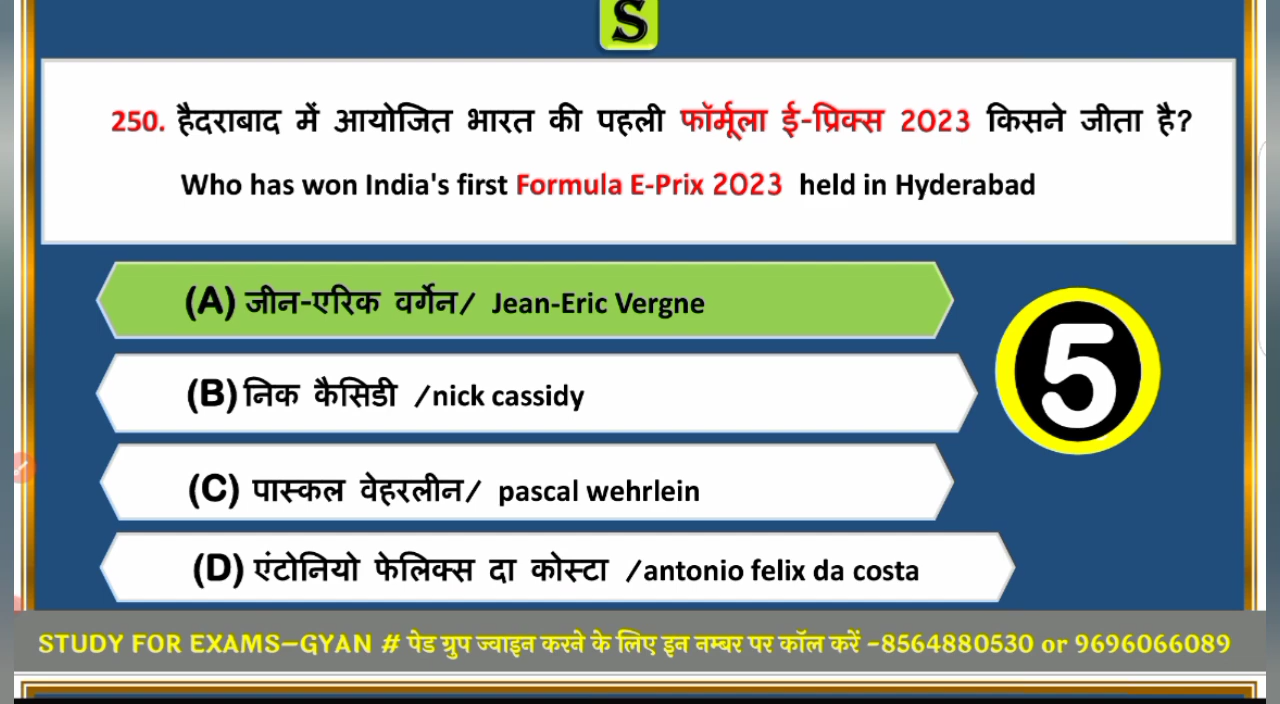 S
250. हैदराबाद में आयोजित भारत की पहली फॉर्मूला ई-प्रिक्स 2023 किसने जीता है?
Who has won India's first Formula E-Prix 2023 held in Hyderabad
(A) जीन-एरिक वर्गेन/ Jean-Eric Vergne
(B) निक कैसिडी /nick cassidy
5
(C) पास्कल वेहरलीन/ pascal wehrlein
(D) एंटोनियो फेलिक्स दा कोस्टा /antonio felix da costa
STUDY FOR EXAMS–GYAN # पेड ग्रुप ज्वाइन करने के लिए इन नम्बर पर कॉल करें -8564880530 or 9696066089